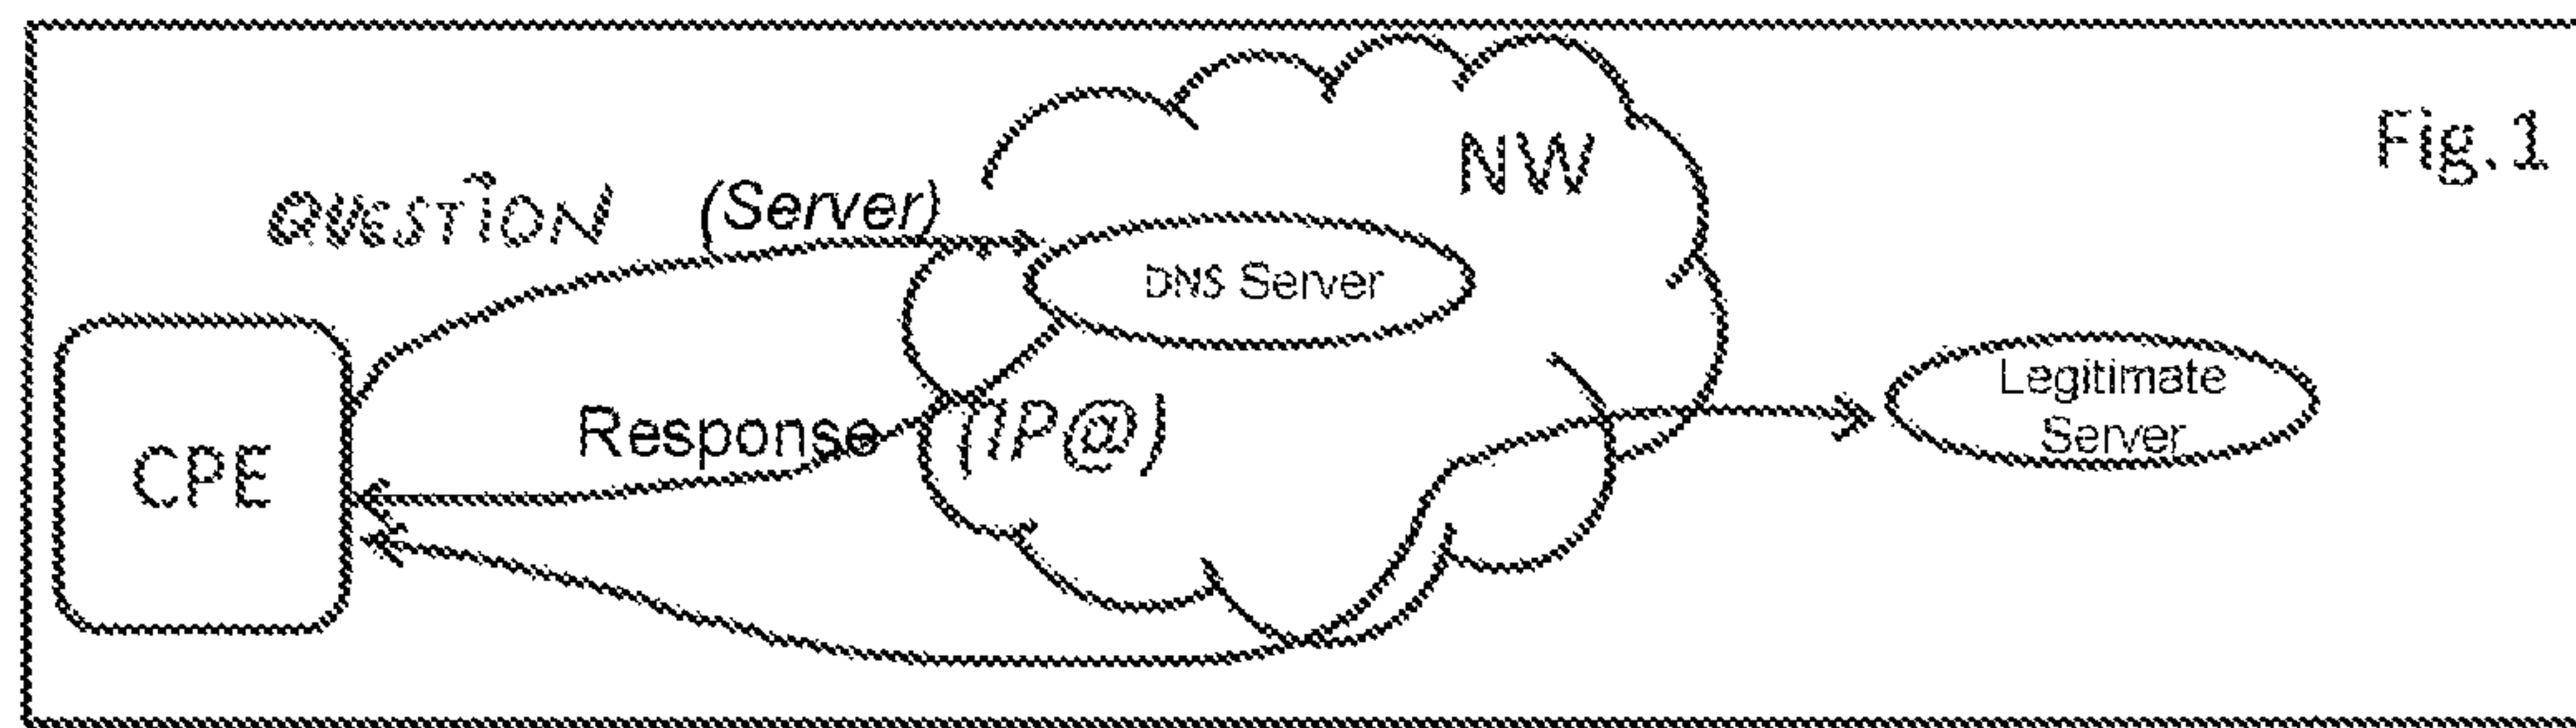 Fig.1
NW
QUESTION (Server)
DNS Server
Legitimate
Server
Response (IP@)
CPE